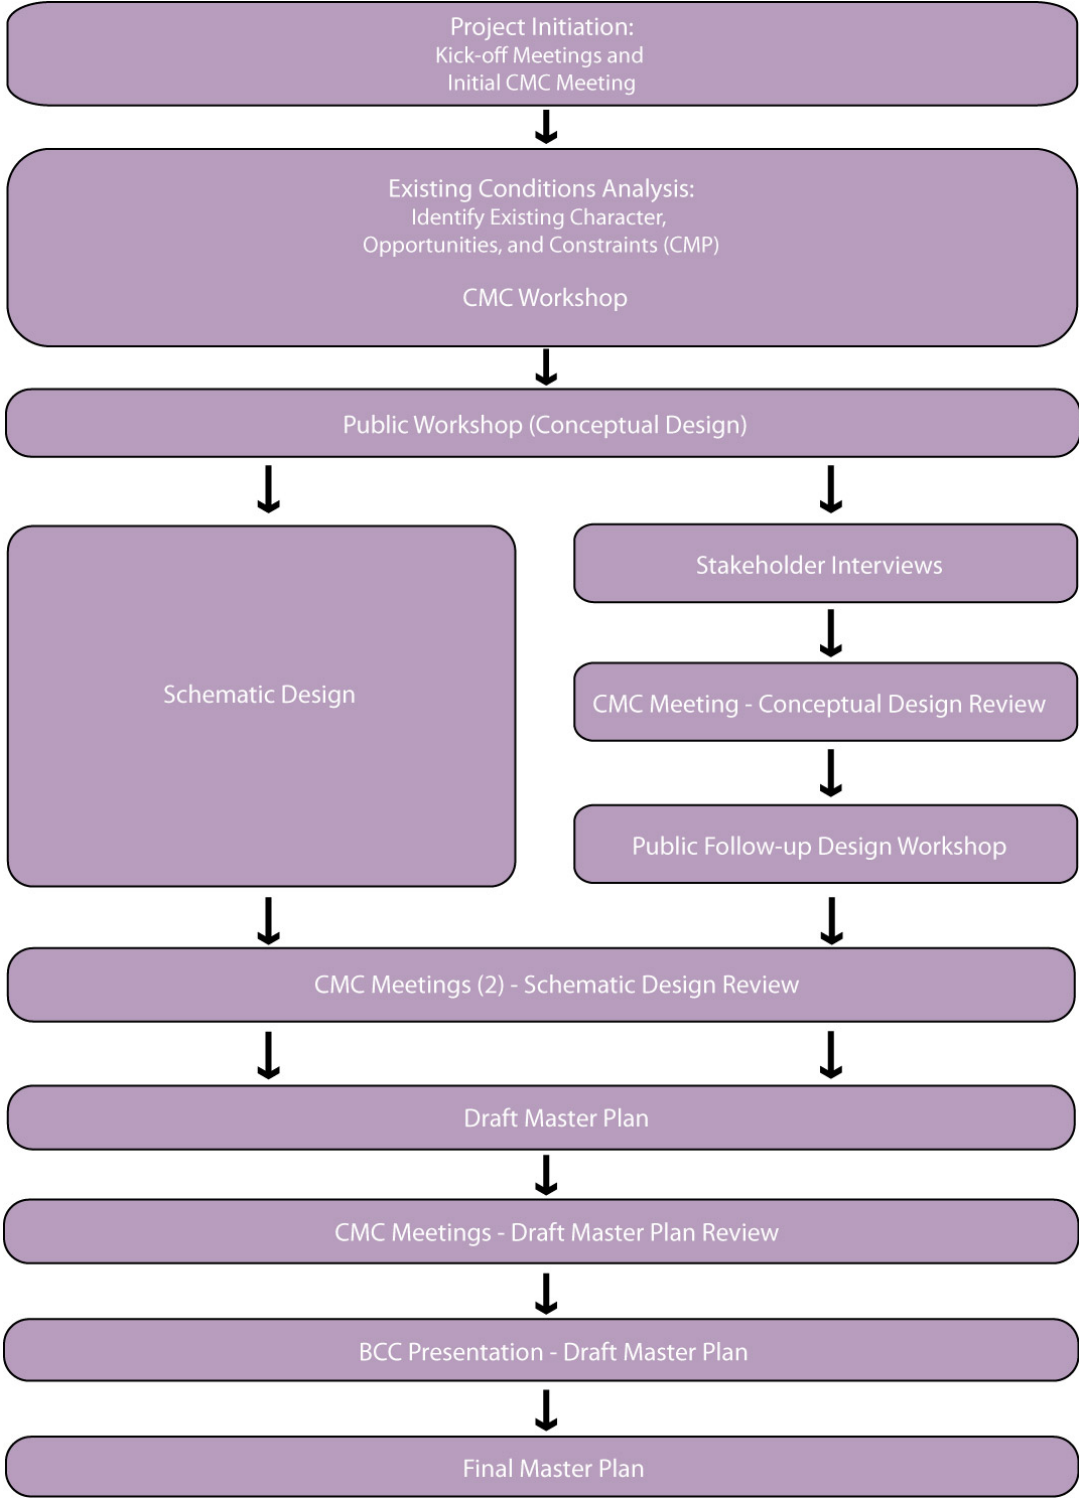 Project Initiation:
Kick-off Meetings and
Initial CMC Meeting
Existing Conditions Analysis:
Identify Existing Character,
Opportunities, and Constraints (CMP)
CMC Workshop
Public Workshop (Conceptual Design)
Schematic Design
Stakeholder Interviews
CMC Meeting - Conceptual Design Review
Public Follow-up Design Workshop
CMC Meetings (2) - Schematic Design Review
Draft Master Plan
CMC Meetings - Draft Master Plan Review
BCC Presentation - Draft Master Plan
Final Master Plan